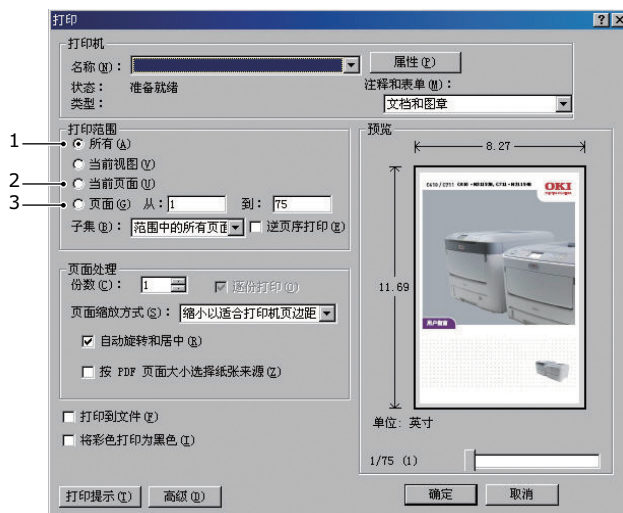 打印
打印机
名称(N):
属性(P)
状态: 准备就绪
注释和表单(M):
类型:
文档和图章
打印范围
1
所有(A)
当前视图(V)
2
当前页面(U)
3
页面(G) 从: 1 到: 75
子集(B): 范围中的所有页面
逆页序打印(E)
页面处理
份数(C): 1
逐份打印(O)
页面缩放方式(S): 缩小以适合打印机页边距
自动旋转和居中(R)
按 PDF 页面大小选择纸张来源(Z)
打印到文件(F)
将彩色打印为黑色(I)
打印提示(T)
高级(D)
预览
8.27
11.69
C610/C711
OKI
用户指南
单位: 英寸
1/75 (1)
确定
取消